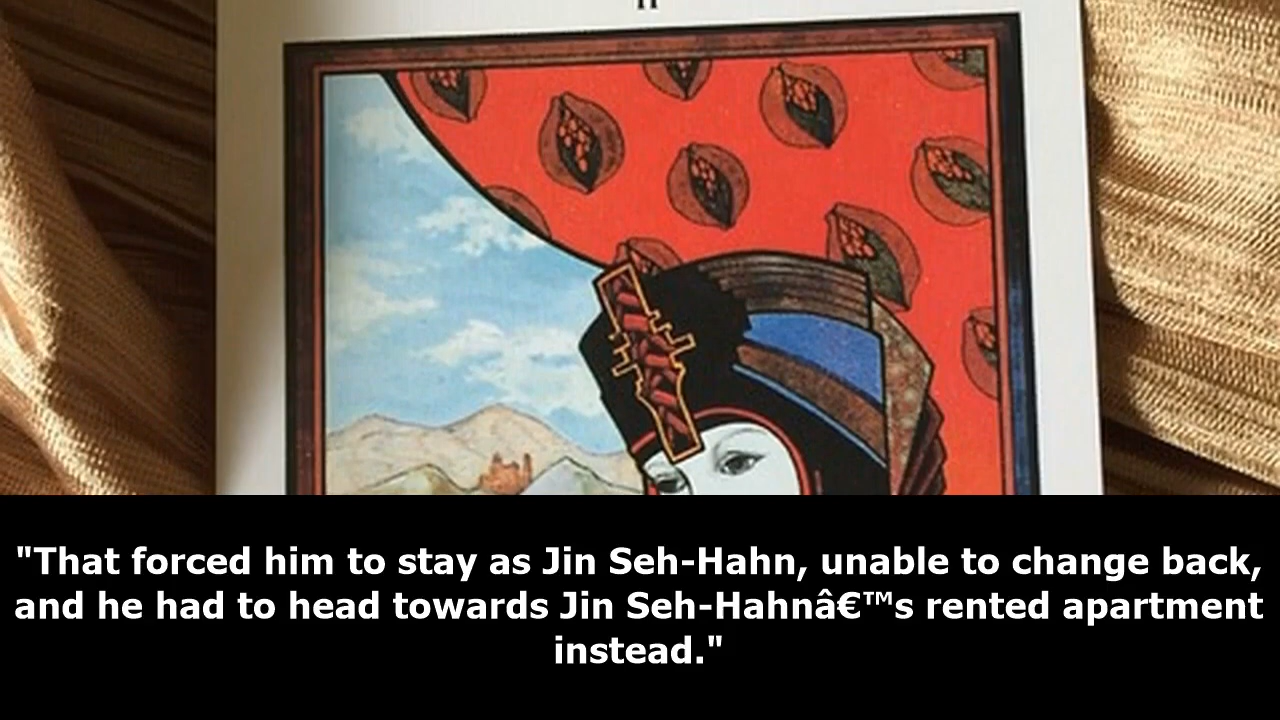 II
"That forced him to stay as Jin Seh-Hahn, unable to change back,
and he had to head towards Jin Seh-Hahnâ€™s rented apartment
instead."